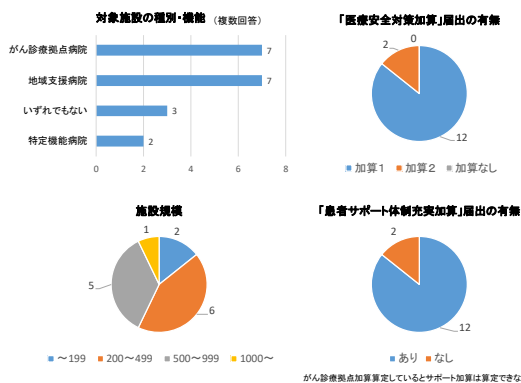 対象施設の種別・機能 （複数回答）
がん診療拠点病院
7
地域支援病院
7
いずれでもない
3
特定機能病院
2
0 2 4 6 8
「医療安全対策加算」届出の有無
0
2
12
加算１ 加算２ 加算なし
施設規模
1
2
5
6
～199 200～499 500～999 1000～
「患者サポート体制充実加算」届出の有無
2
12
あり なし
がん診療拠点加算算定しているとサポート加算は算定できな